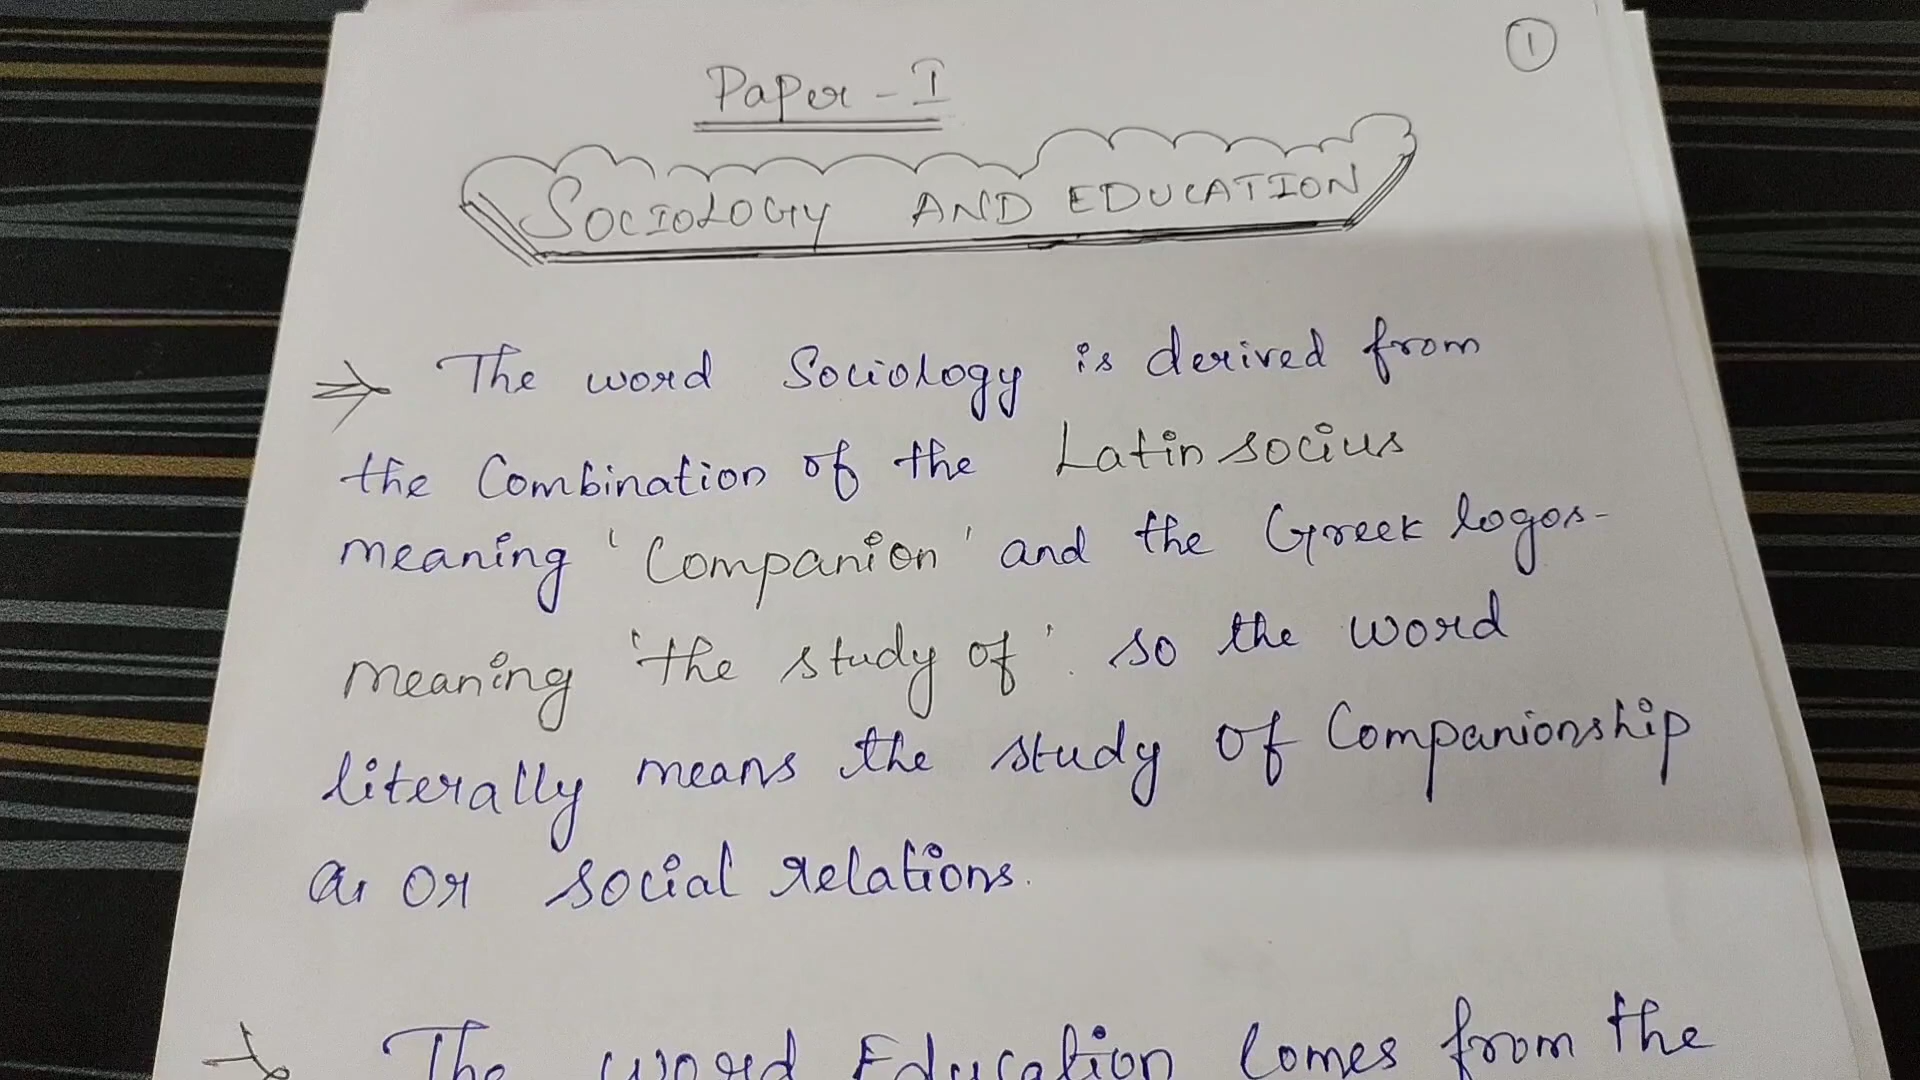 1
Paper - I
SOCIOLOGY AND EDUCATION
⇒ The word Sociology is derived from
the Combination of the Latin socius
meaning 'Companion' and the Greek logos-
meaning 'the study of'. so the word
literally means the study of Companionship
or or social relations.
The word Education Comes from the